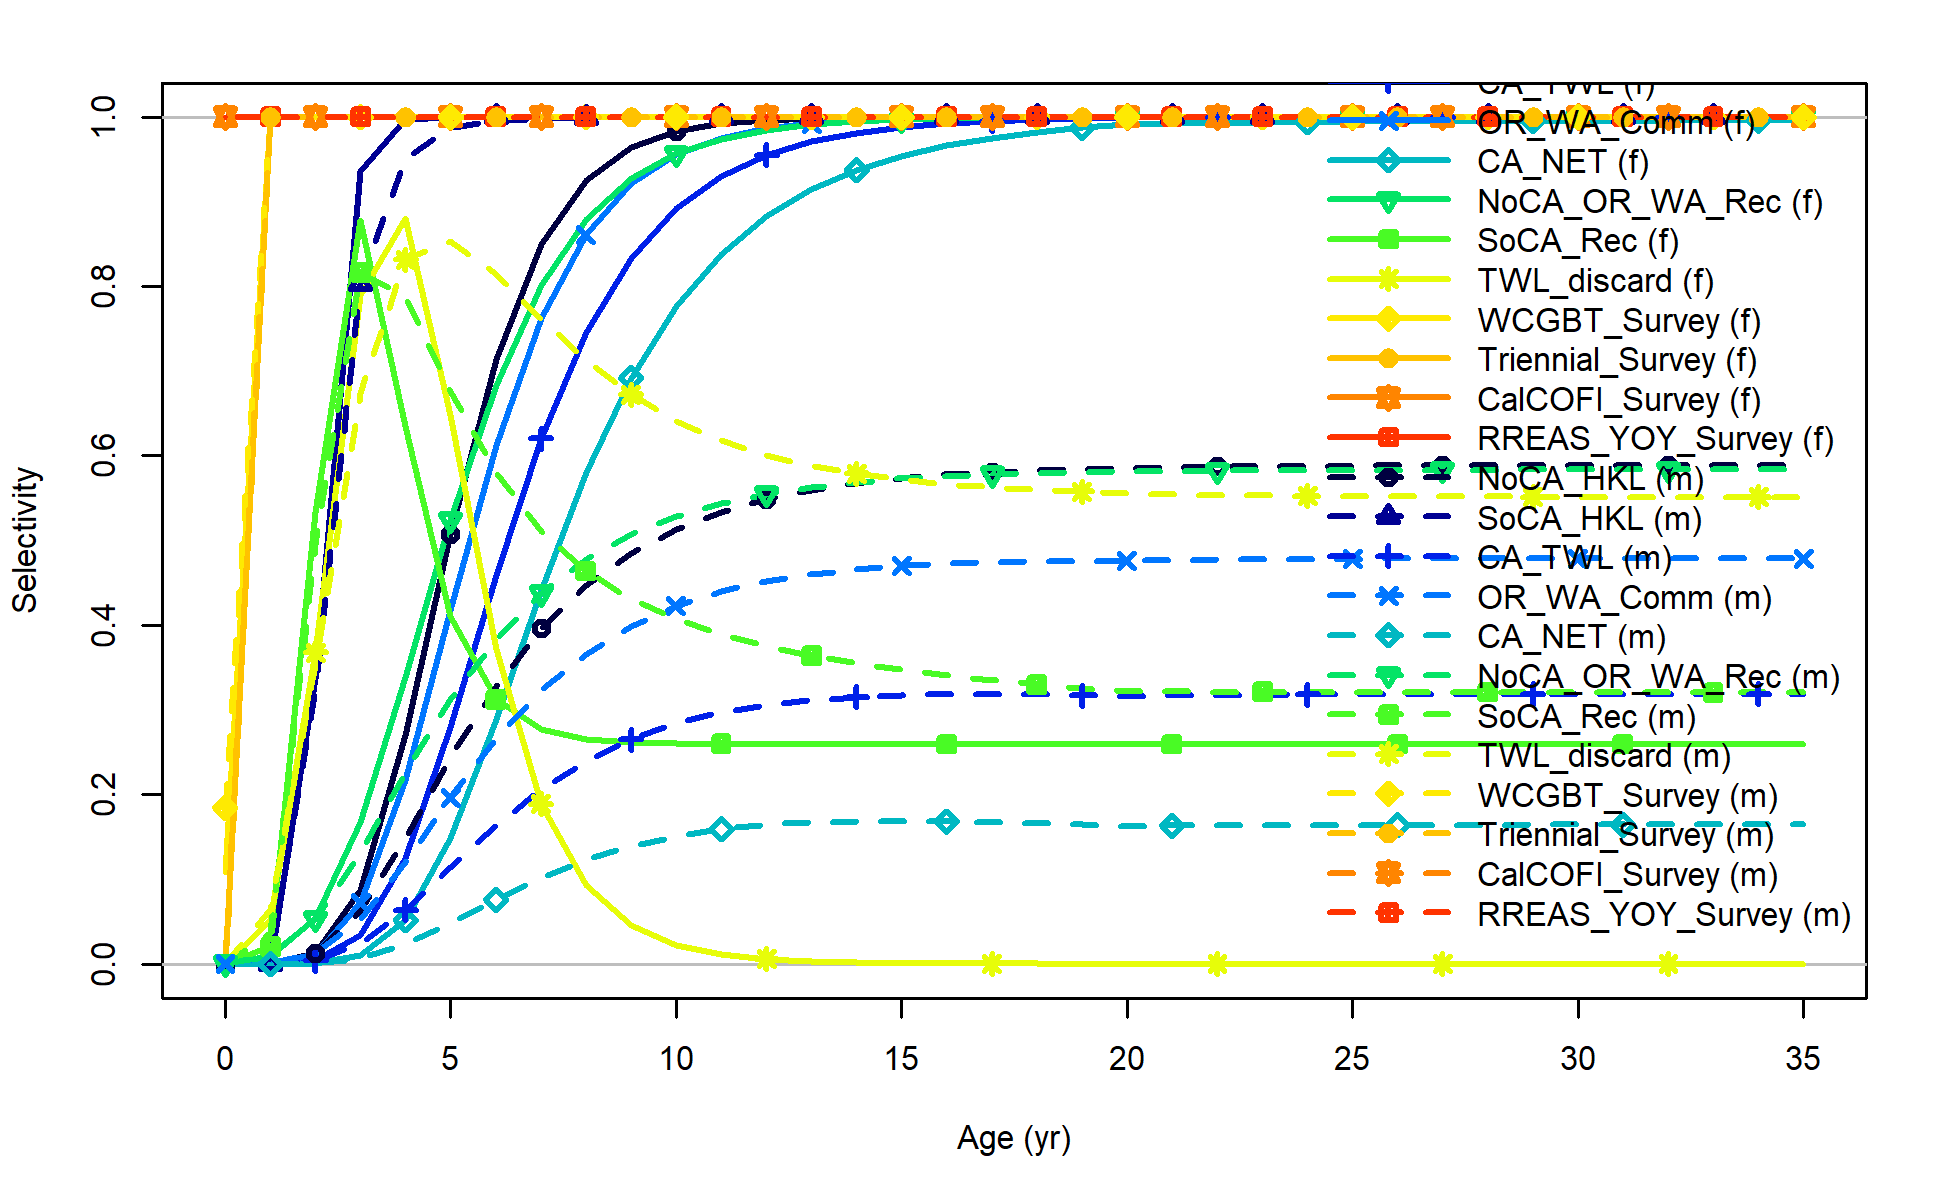 CA_TWL (f)
OR_WA_Comm (f)
CA_NET (f)
NoCA_OR_WA_Rec (f)
SoCA_Rec (f)
TWL_discard (f)
WCGBT_Survey (f)
Triennial_Survey (f)
CalCOFI_Survey (f)
RREAS_YOY_Survey (f)
NoCA_HKL (m)
SoCA_HKL (m)
CA_TWL (m)
OR_WA_Comm (m)
CA_NET (m)
NoCA_OR_WA_Rec (m)
SoCA_Rec (m)
TWL_discard (m)
WCGBT_Survey (m)
Triennial_Survey (m)
CalCOFI_Survey (m)
RREAS_YOY_Survey (m)
Selectivity
1.0
0.8
0.6
0.4
0.2
0.0
0 5 10 15 20 25 30 35
Age (yr)